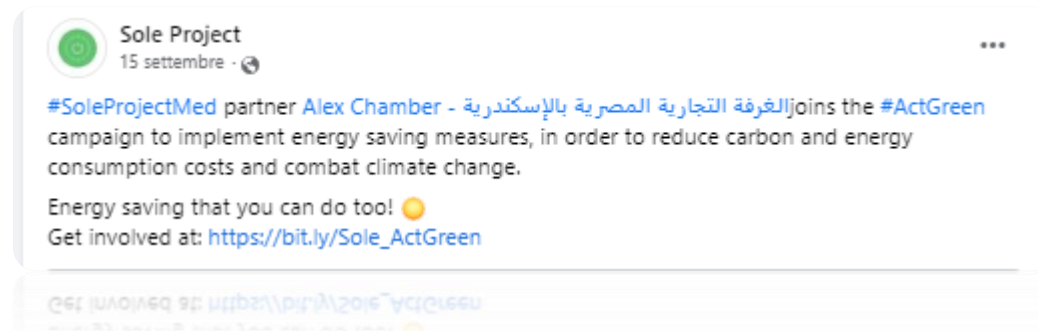 Sole Project
15 settembre ·
#SoleProjectMed partner Alex Chamber - الغرفة التجارية المصرية بالإسكندرية joins the #ActGreen
campaign to implement energy saving measures, in order to reduce carbon and energy
consumption costs and combat climate change.
Energy saving that you can do too! 🌞
Get involved at: https://bit.ly/Sole_ActGreen